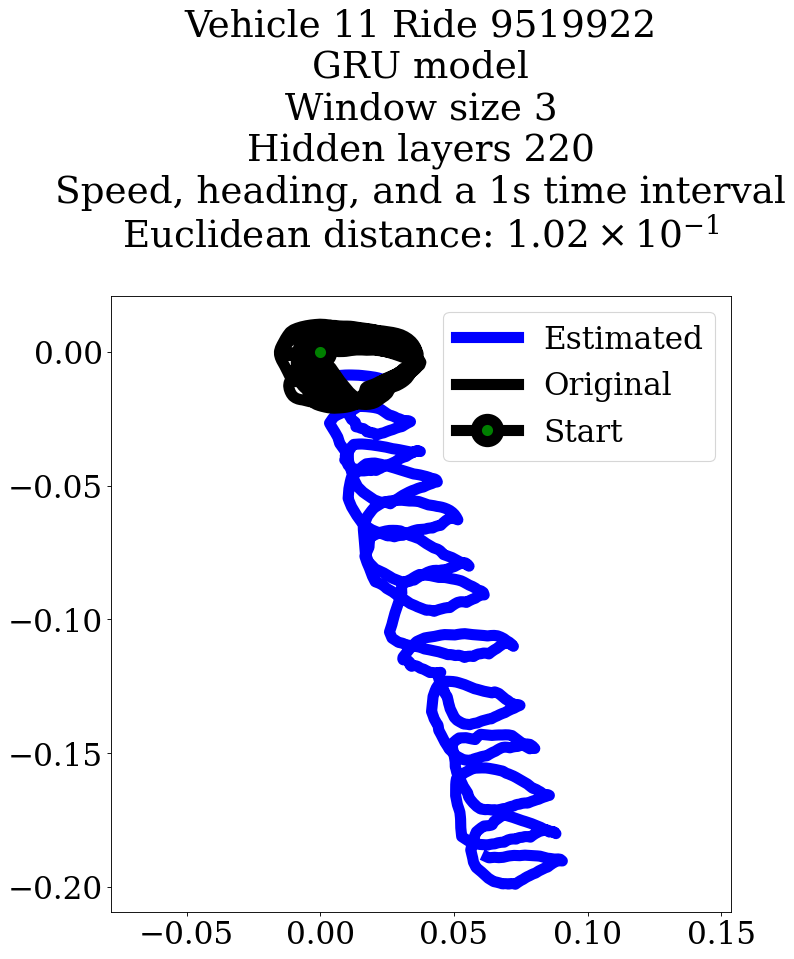 Vehicle 11 Ride 9519922
GRU model
Window size 3
Hidden layers 220
Speed, heading, and a 1s time interval
Euclidean distance: 1.02 × 10⁻¹
Estimated
Original
Start
0.00
−0.05
−0.10
−0.15
−0.20
−0.05
0.00
0.05
0.10
0.15